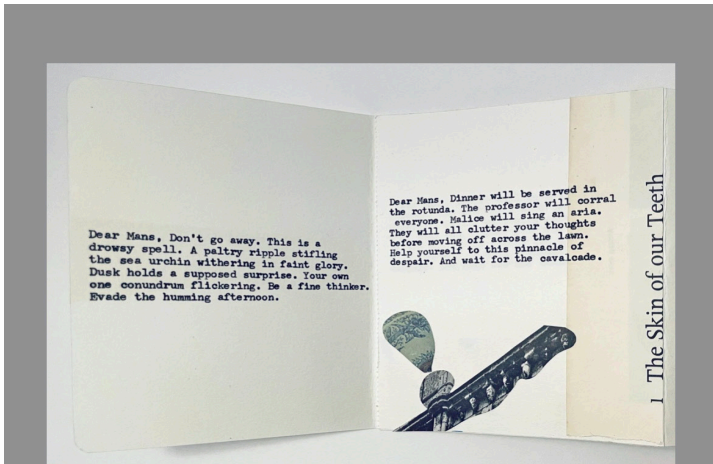 Dear Mans, Don't go away. This is a
drowsy spell. A paltry ripple stifling
the sea urchin withering in faint glory.
Dusk holds a supposed surprise. Your own
one conundrum flickering. Be a fine thinker.
Evade the humming afternoon.
Dear Mans, Dinner will be served in
the rotunda. The professor will corral
everyone. Malice will sing an aria.
They will all clutter your thoughts
before moving off across the lawn.
Help yourself to this pinnacle of
despair. And wait for the cavalcade.
1 The Skin of our Teeth